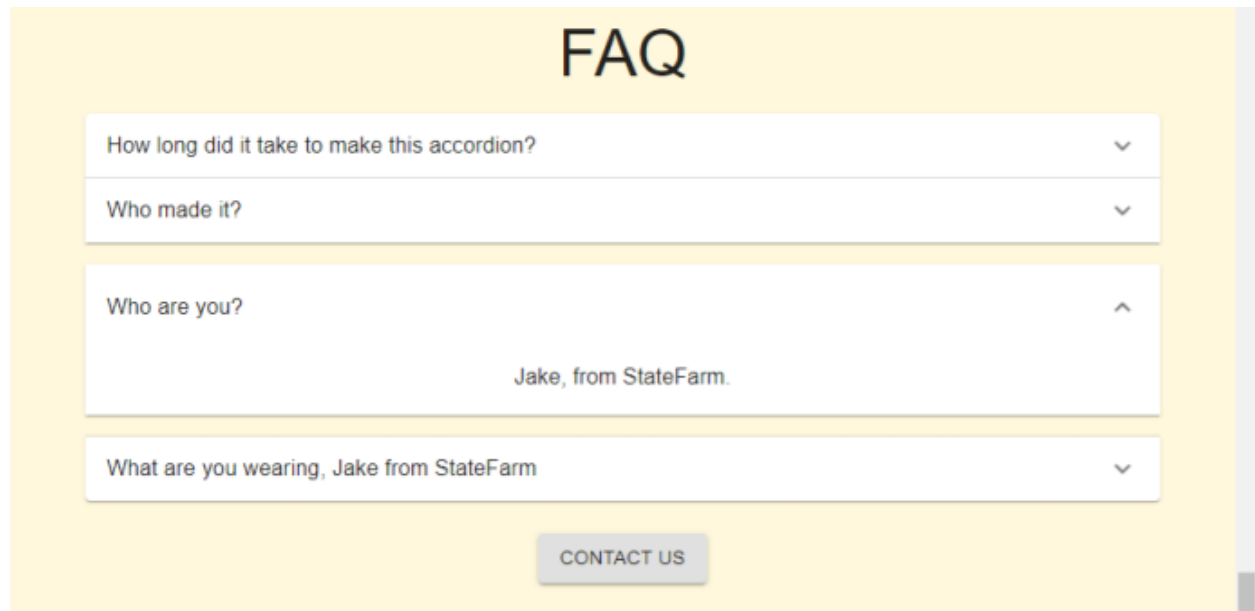 FAQ
How long did it take to make this accordion?
Who made it?
Who are you?
Jake, from StateFarm.
What are you wearing, Jake from StateFarm
CONTACT US